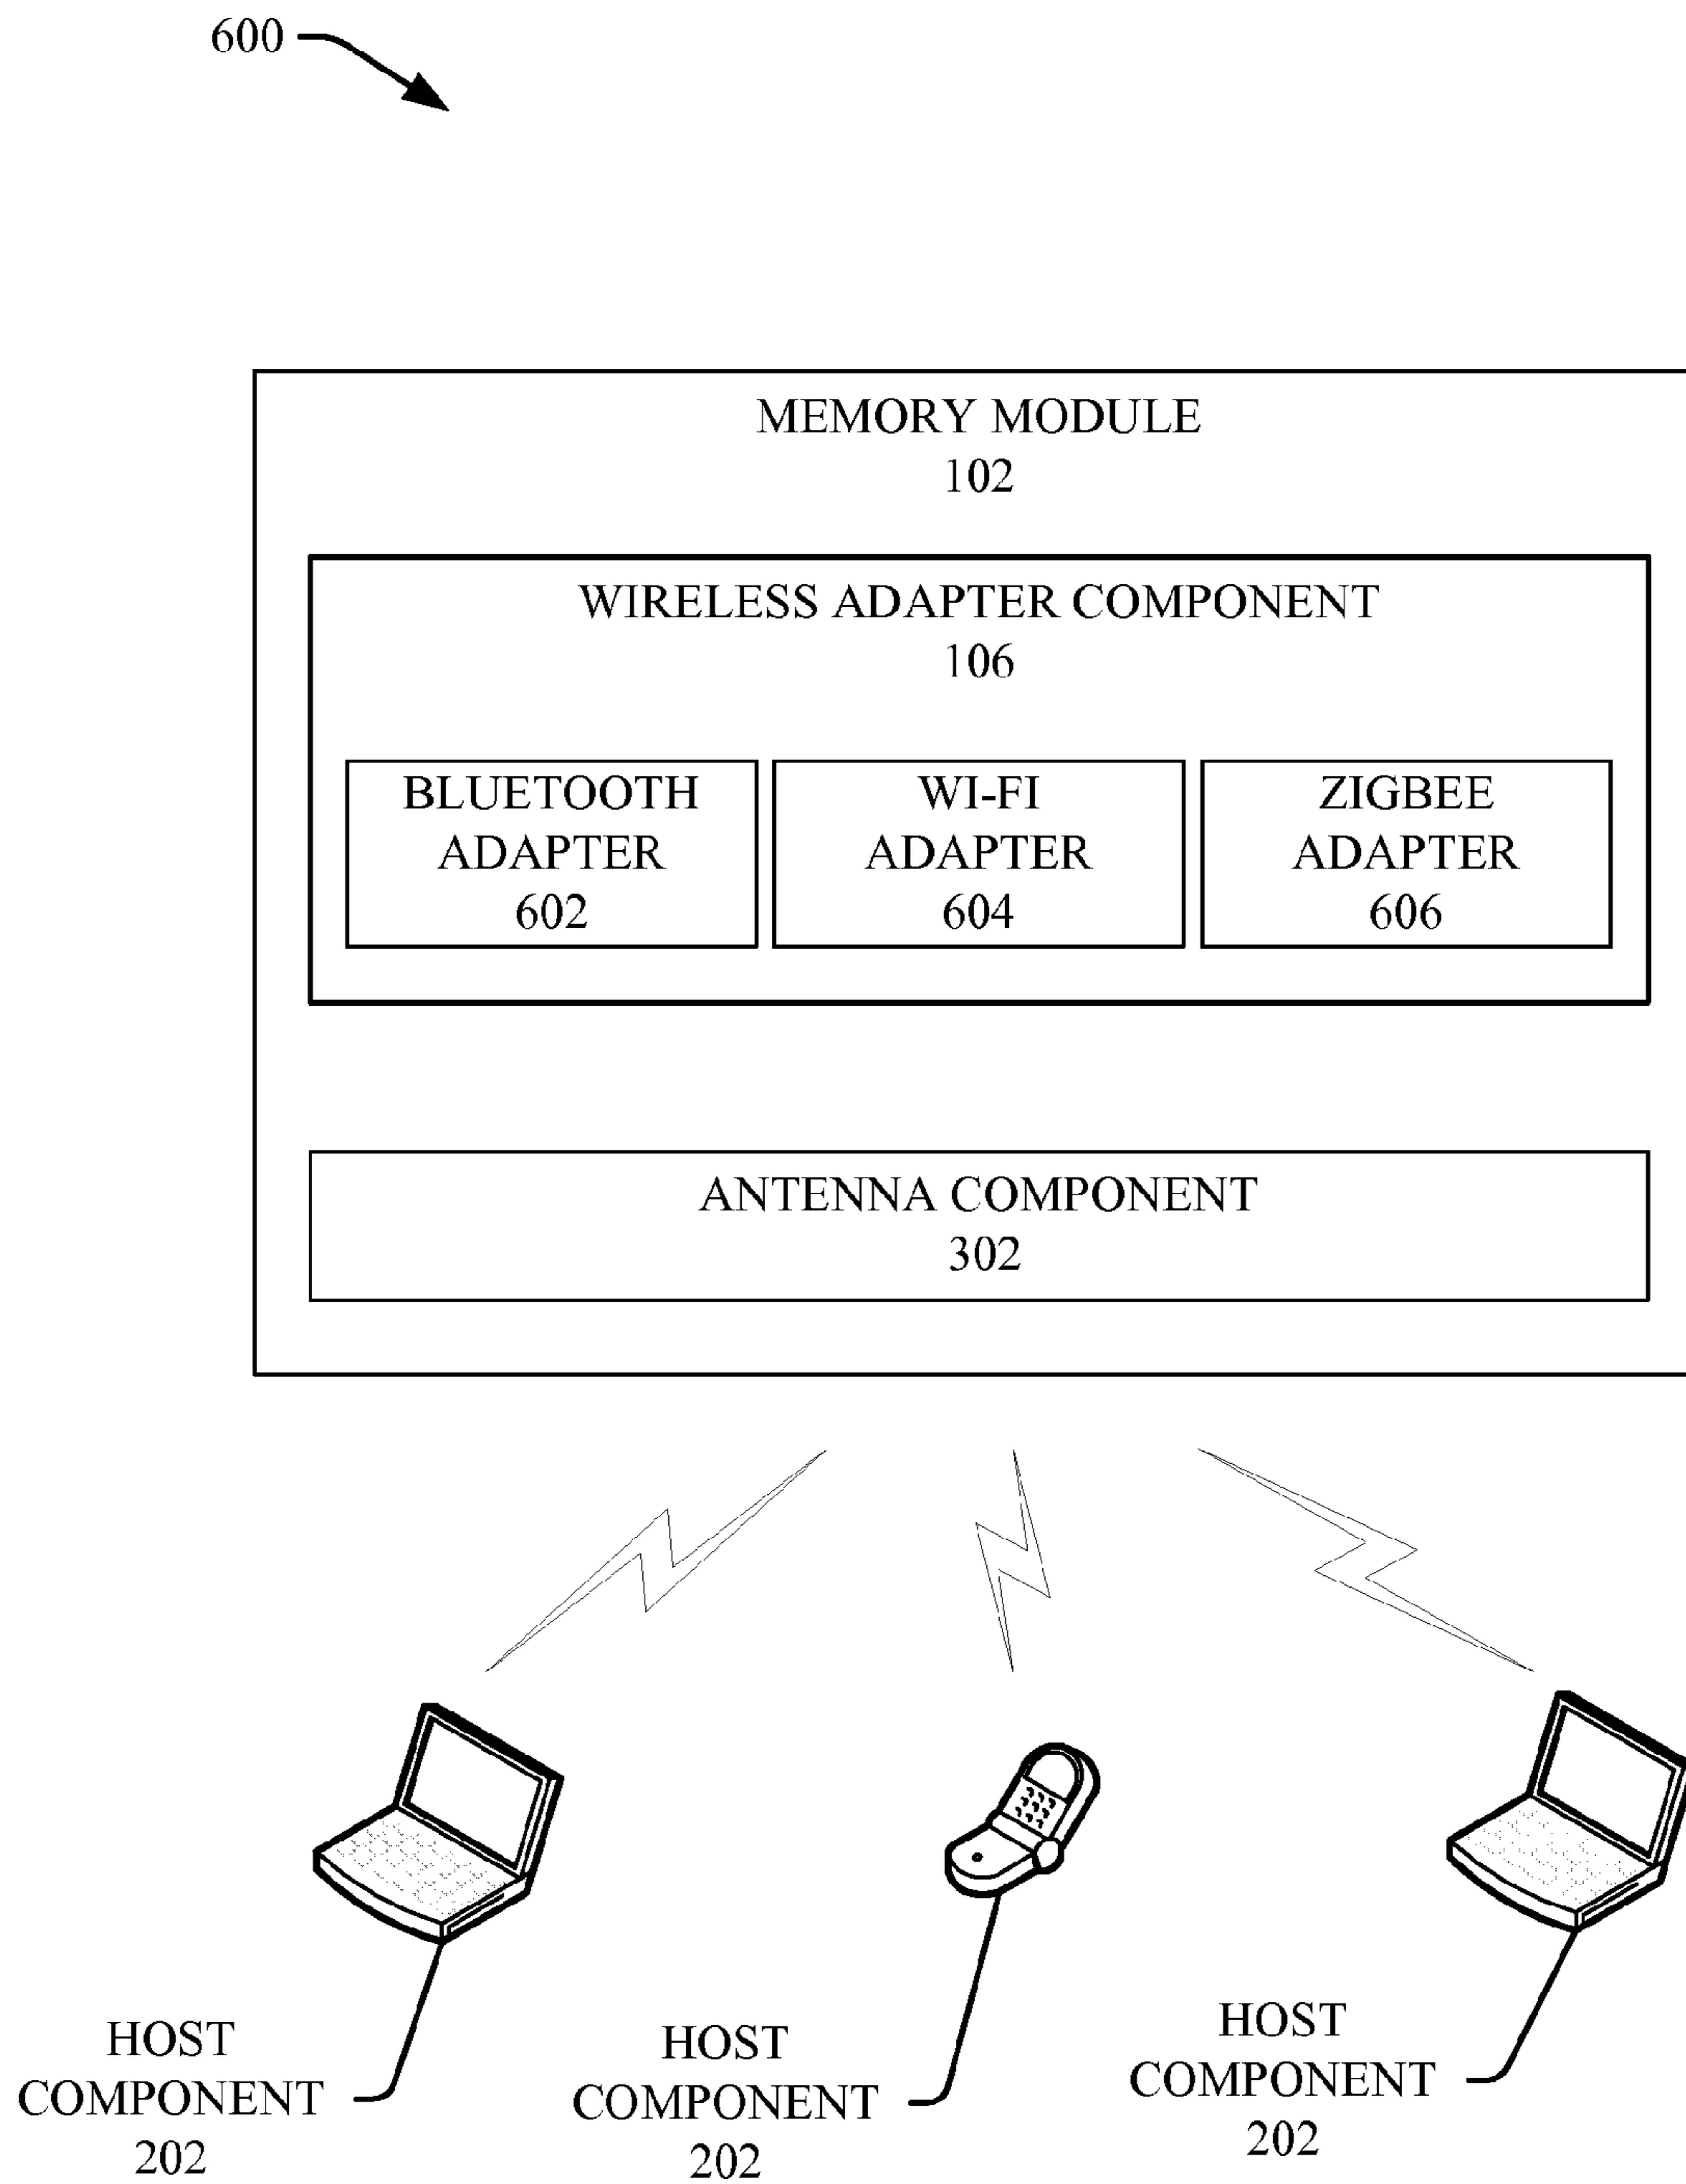 600
MEMORY MODULE
102
WIRELESS ADAPTER COMPONENT
106
BLUETOOTH
ADAPTER
602
WI-FI
ADAPTER
604
ZIGBEE
ADAPTER
606
ANTENNA COMPONENT
302
HOST
COMPONENT
202
HOST
COMPONENT
202
HOST
COMPONENT
202